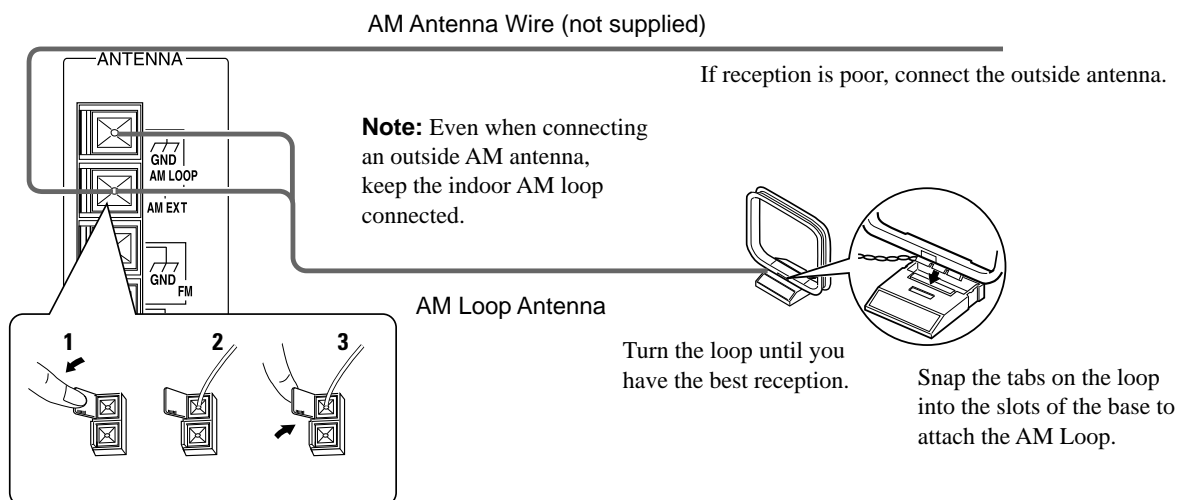 AM Antenna Wire (not supplied)
ANTENNA
If reception is poor, connect the outside antenna.
Note: Even when connecting
an outside AM antenna,
keep the indoor AM loop
connected.
GND
AM LOOP
AM EXT
GND
FM
AM Loop Antenna
1
2
3
Turn the loop until you
have the best reception.
Snap the tabs on the loop
into the slots of the base to
attach the AM Loop.